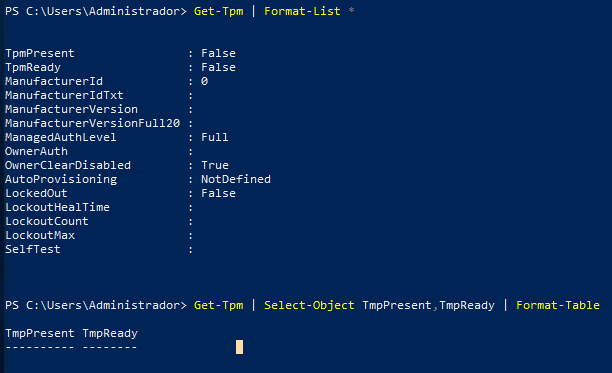 PS C:\Users\Administrador> Get-Tpm | Format-List *
TpmPresent                : False
TpmReady                  : False
ManufacturerId            : 0
ManufacturerIdTxt         :
ManufacturerVersion       :
ManufacturerVersionFull20 :
ManagedAuthLevel          : Full
OwnerAuth                 :
OwnerClearDisabled        : True
AutoProvisioning          : NotDefined
LockedOut                 : False
LockoutHealTime           :
LockoutCount              :
LockoutMax                :
SelfTest                  :
PS C:\Users\Administrador> Get-Tpm | Select-Object TmpPresent,TmpReady | Format-Table
TmpPresent TmpReady
---------- --------